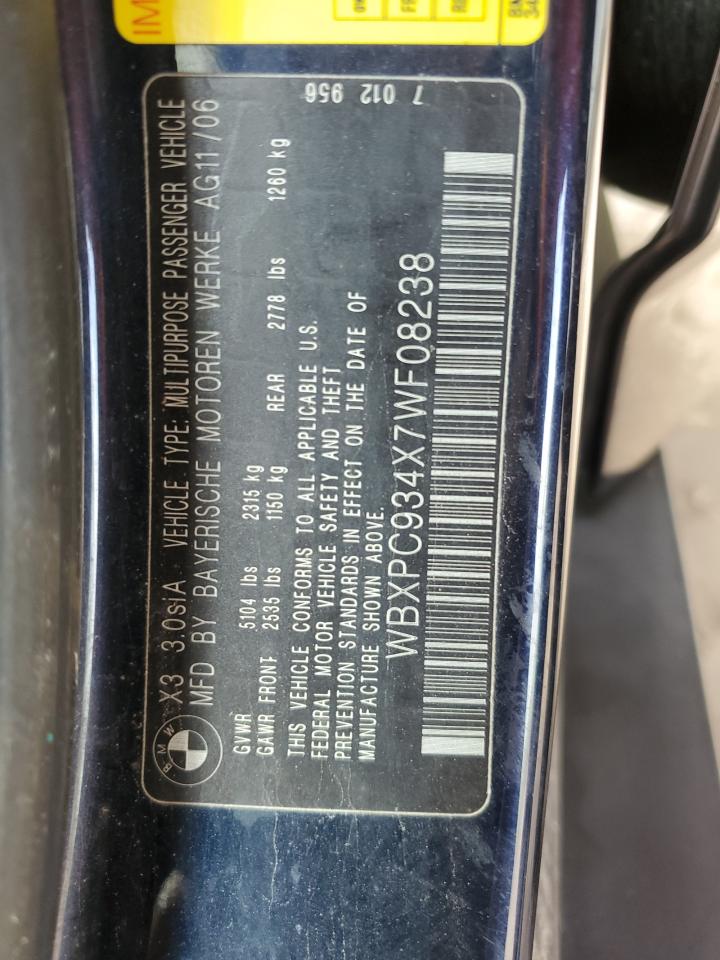 IM
BMW
X3 3.0siA VEHICLE TYPE: MULTIPURPOSE PASSENGER VEHICLE
MFD BY BAYERISCHE MOTOREN WERKE AG 11/06
GVWR 5104 lbs 2315 kg
GAWR FRONT 2535 lbs 1150 kg REAR 2778 lbs 1260 kg
THIS VEHICLE CONFORMS TO ALL APPLICABLE U.S.
FEDERAL MOTOR VEHICLE SAFETY AND THEFT
PREVENTION STANDARDS IN EFFECT ON THE DATE OF
MANUFACTURE SHOWN ABOVE.
WBXPC934X7WF08238
7 012 956